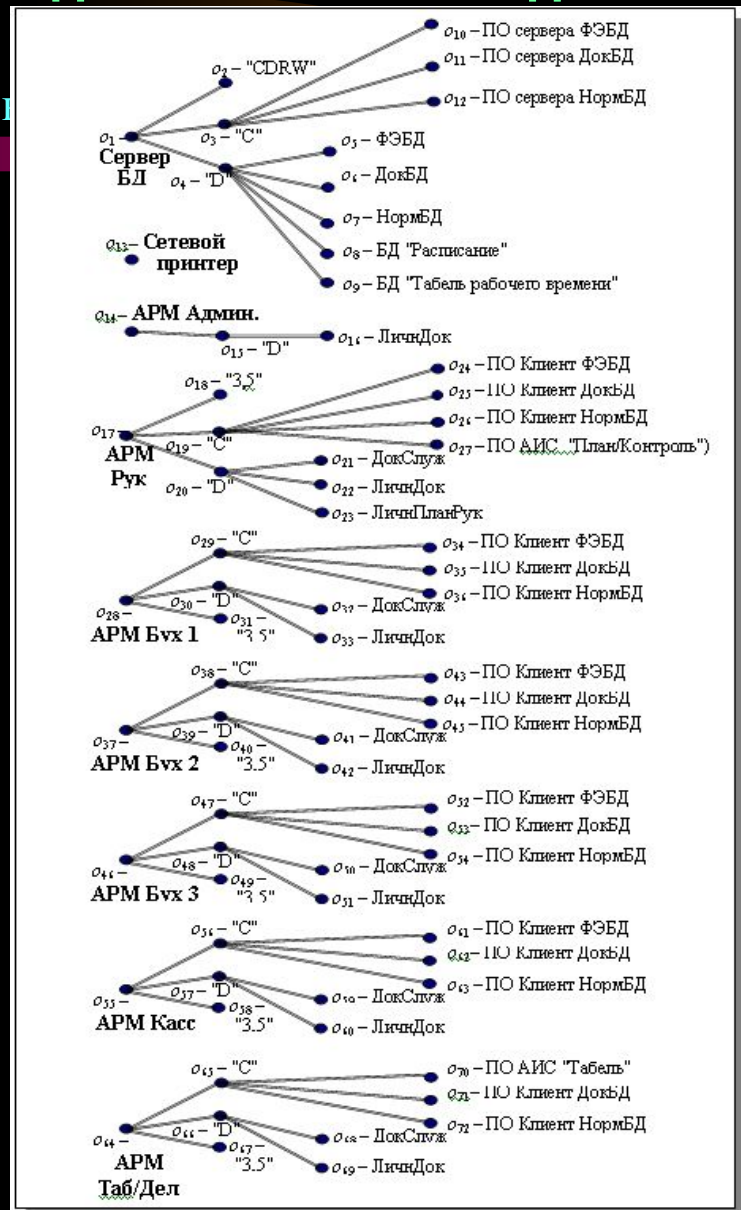 o2 – "CDRW"
o10 – ПО сервера ФЭБД
o11 – ПО сервера ДокБД
o12 – ПО сервера НормБД
o1 –
Сервер
БД
o3 – "C"
o4 – "D"
o5 – ФЭБД
o6 – ДокБД
o7 – НормБД
o8 – БД "Расписание"
o9 – БД "Табель рабочего времени"
o13 – Сетевой
принтер
o14 – АРМ Админ.
o15 – "D"
o16 – ЛичнДок
o17 –
АРМ
Рук
o18 – "3,5"
o19 – "C"
o20 – "D"
o24 – ПО Клиент ФЭБД
o25 – ПО Клиент ДокБД
o26 – ПО Клиент НормБД
o27 – ПО АИС "План/Контроль")
o21 – ДокСлуж
o22 – ЛичнДок
o23 – ЛичнПланРук
o28 –
АРМ Бух 1
o29 – "C"
o30 – "D"
o31 –
"3.5"
o34 – ПО Клиент ФЭБД
o35 – ПО Клиент ДокБД
o36 – ПО Клиент НормБД
o32 – ДокСлуж
o33 – ЛичнДок
o37 –
АРМ Бух 2
o38 – "C"
o39 – "D"
o40 –
"3.5"
o43 – ПО Клиент ФЭБД
o44 – ПО Клиент ДокБД
o45 – ПО Клиент НормБД
o41 – ДокСлуж
o42 – ЛичнДок
o46 –
АРМ Бух 3
o47 – "C"
o48 – "D"
o49 –
"3.5"
o52 – ПО Клиент ФЭБД
o53 – ПО Клиент ДокБД
o54 – ПО Клиент НормБД
o50 – ДокСлуж
o51 – ЛичнДок
o55 –
АРМ Касс
o56 – "C"
o57 – "D"
o58 –
"3.5"
o61 – ПО Клиент ФЭБД
o62 – ПО Клиент ДокБД
o63 – ПО Клиент НормБД
o59 – ДокСлуж
o60 – ЛичнДок
o64 –
АРМ
Таб/Дел
o65 – "C"
o66 – "D"
o67 –
"3.5"
o70 – ПО АИС "Табель"
o71 – ПО Клиент ДокБД
o72 – ПО Клиент НормБД
o68 – ДокСлуж
o69 – ЛичнДок